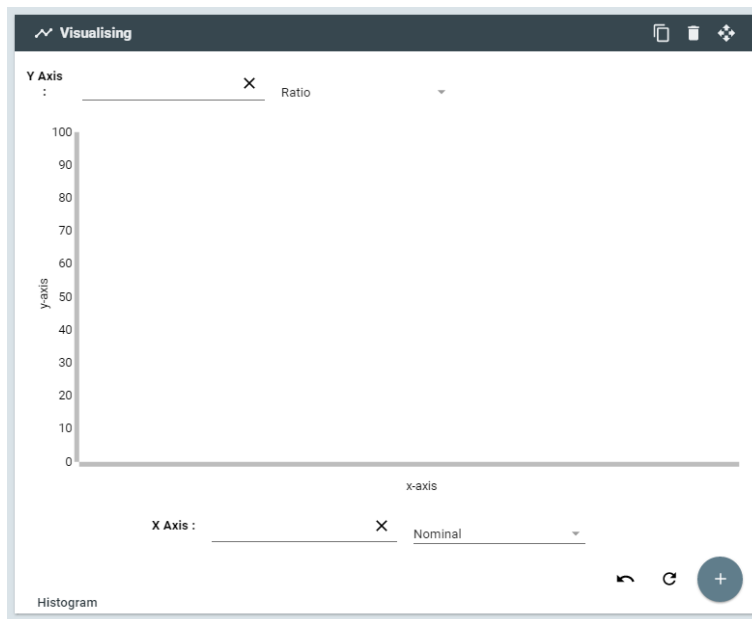 Visualising
Y Axis
:
Ratio
100
90
80
70
60
50
40
30
20
10
0
y-axis
x-axis
X Axis :
Nominal
Histogram